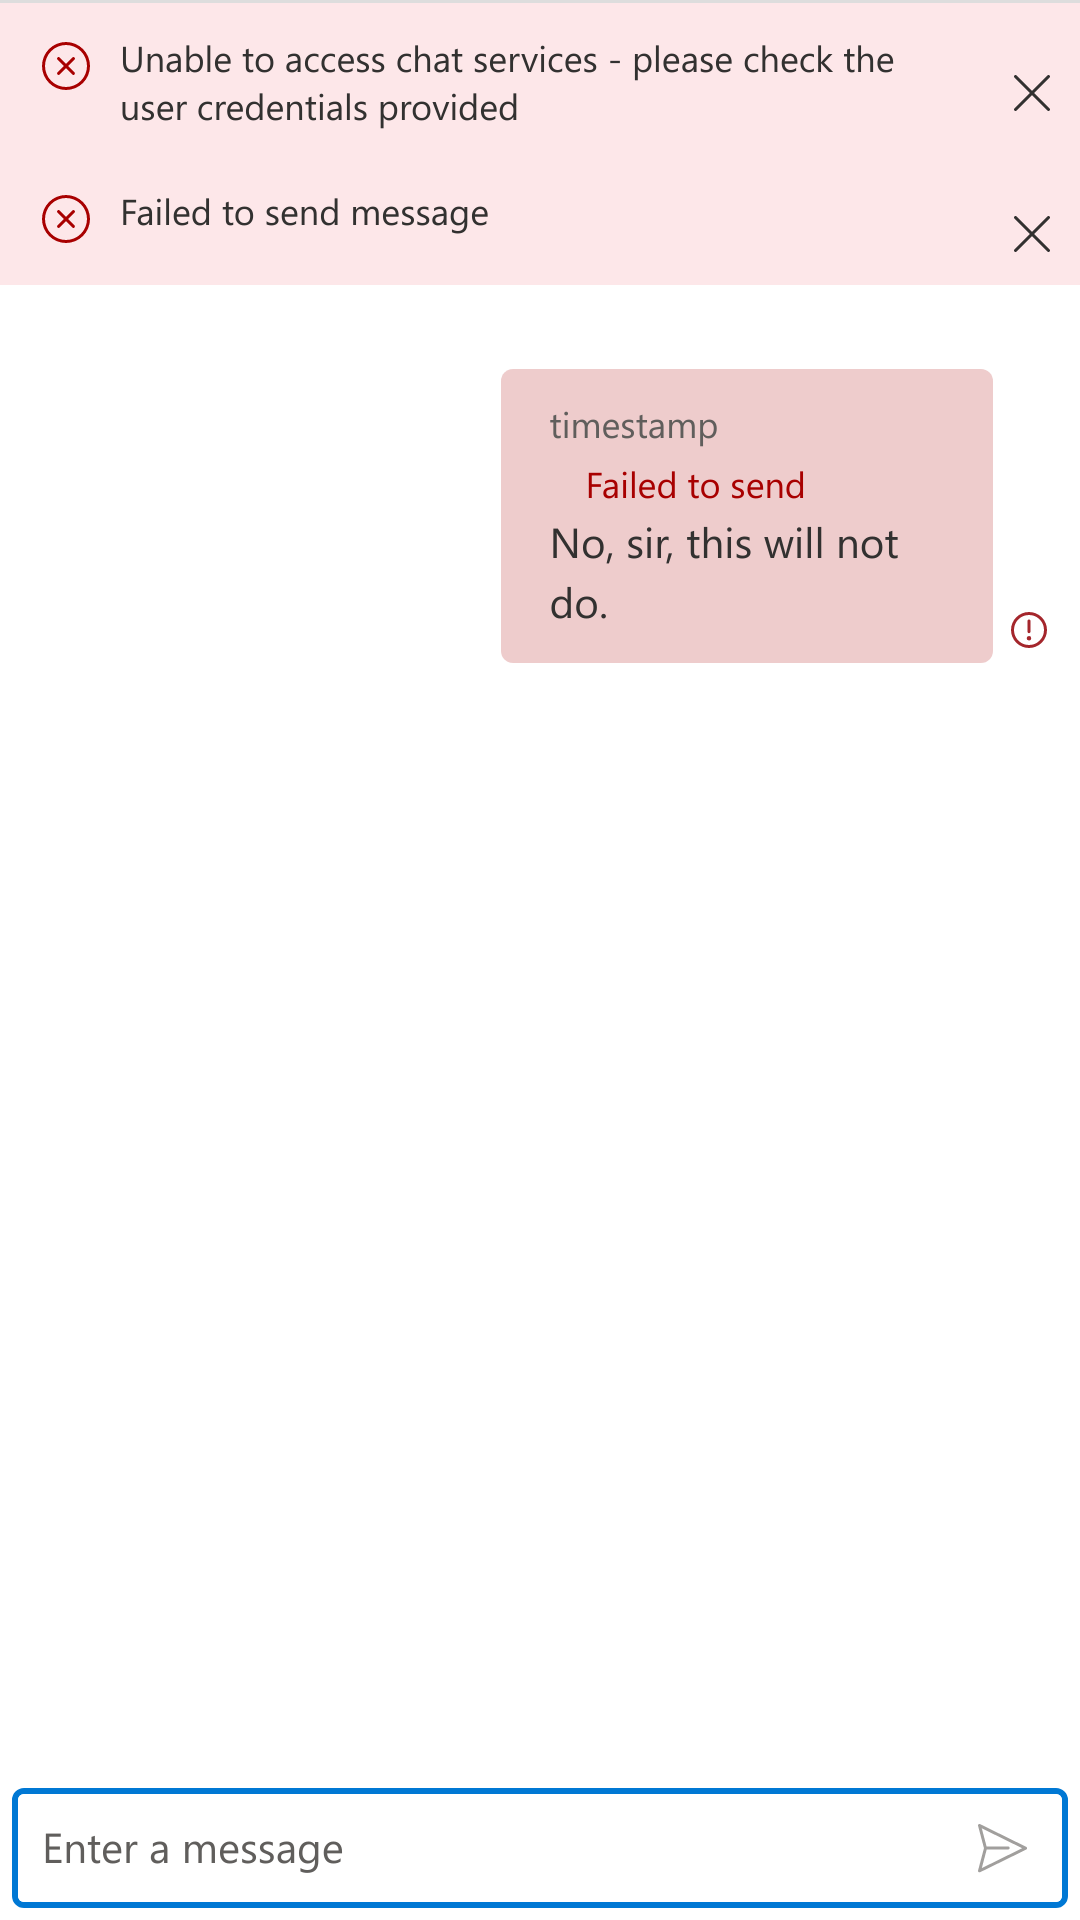 Unable to access chat services - please check the
user credentials provided
Failed to send message
timestamp
Failed to send
No, sir, this will not
do.
Enter a message